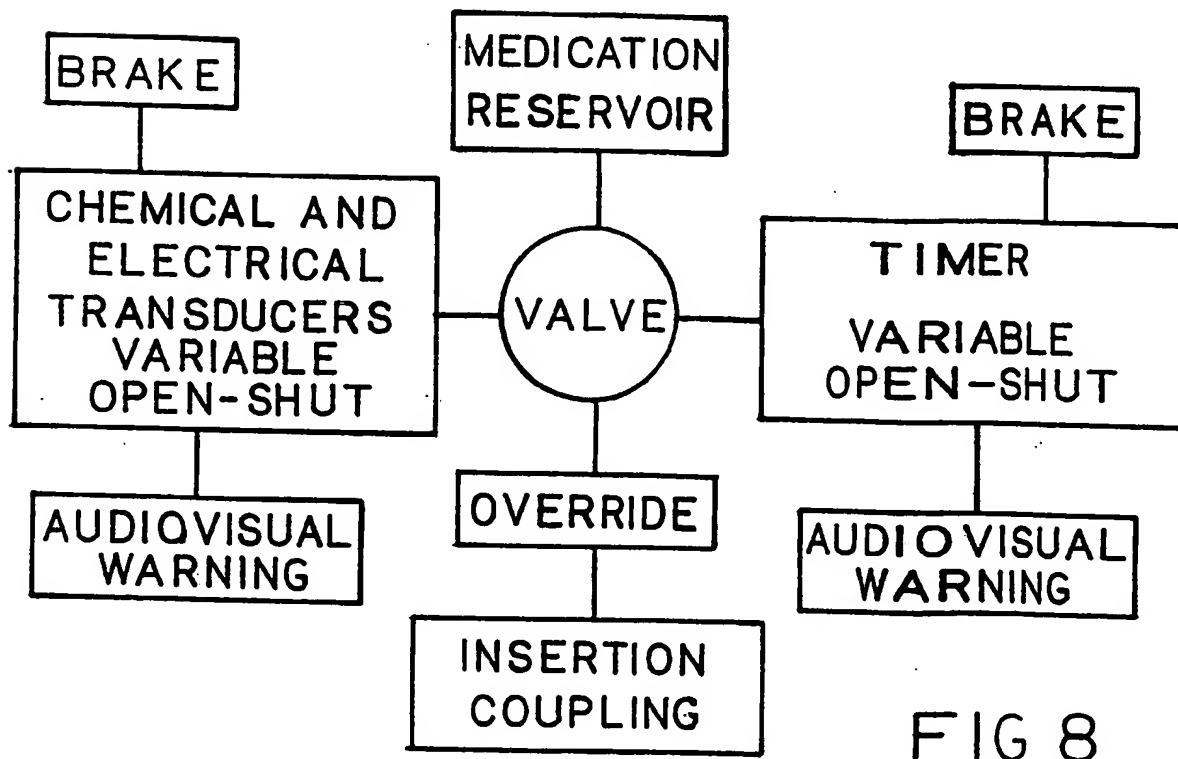 BRAKE
MEDICATION
RESERVOIR
BRAKE
CHEMICAL AND
ELECTRICAL
TRANSDUCERS
VARIABLE
OPEN-SHUT
VALVE
TIMER
VARIABLE
OPEN-SHUT
AUDIOVISUAL
WARNING
OVERRIDE
AUDIOVISUAL
WARNING
INSERTION
COUPLING
FIG 8